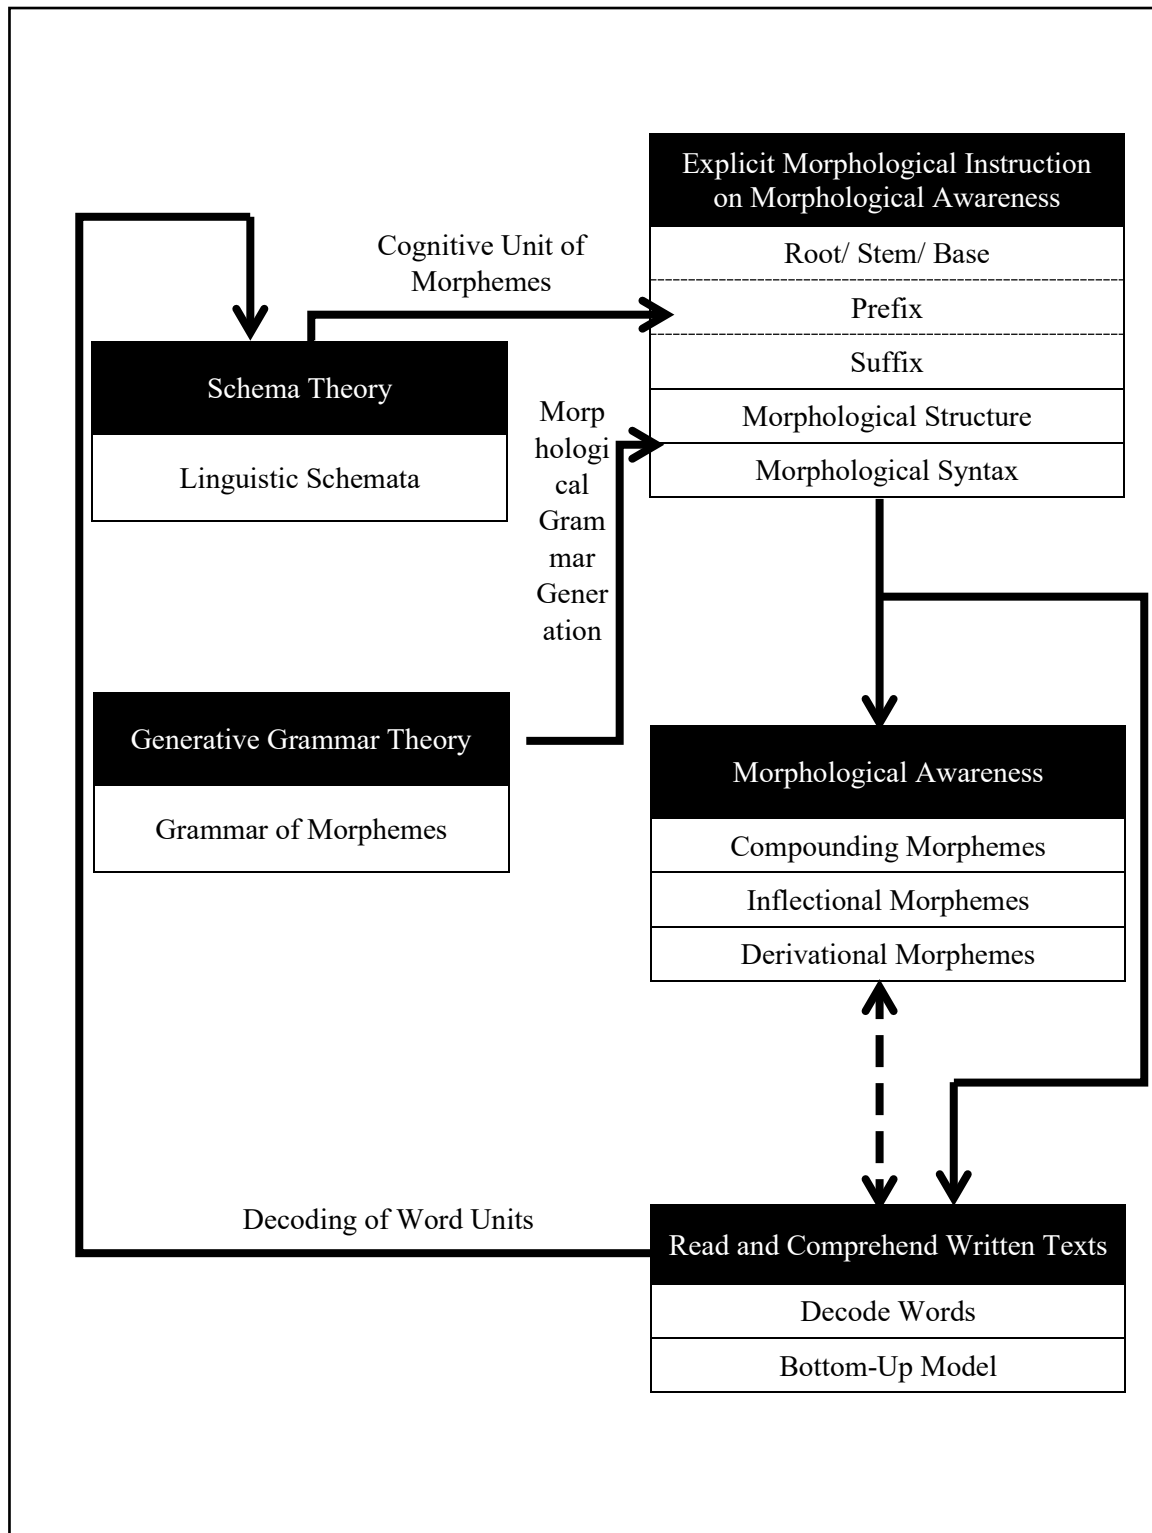 Explicit Morphological Instruction
on Morphological Awareness
Root/ Stem/ Base
Prefix
Suffix
Morphological Structure
Morphological Syntax
Cognitive Unit of
Morphemes
Schema Theory
Linguistic Schemata
Morp
hologi
cal
Gram
mar
Gener
ation
Generative Grammar Theory
Grammar of Morphemes
Morphological Awareness
Compounding Morphemes
Inflectional Morphemes
Derivational Morphemes
Decoding of Word Units
Read and Comprehend Written Texts
Decode Words
Bottom-Up Model